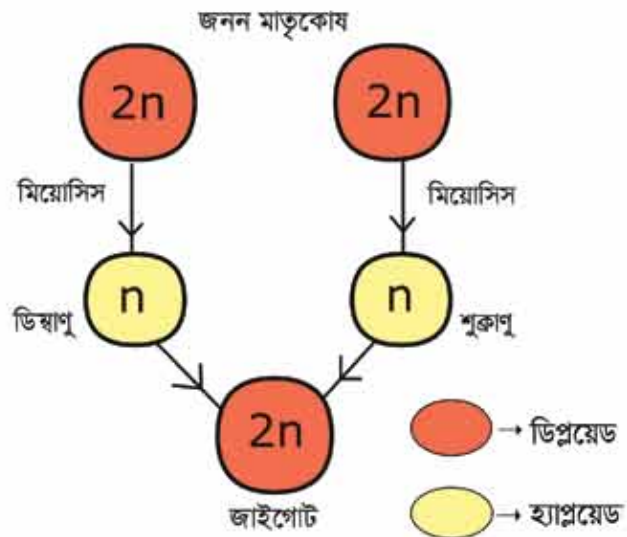 জনন মাতৃকোষ
2n 2n
মিয়োসিস মিয়োসিস
n n
ডিম্বাণু শুক্রাণু
2n
জাইগোট
→ ডিপ্লয়েড
→ হ্যাপ্লয়েড